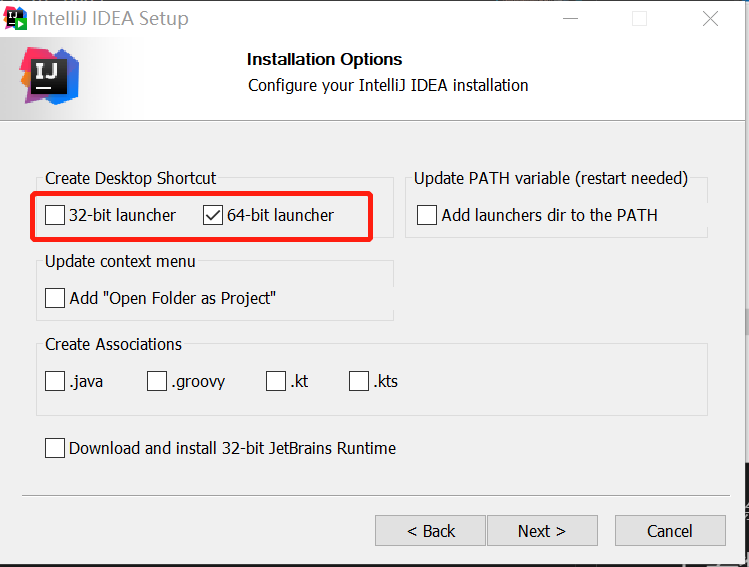 IntelliJ IDEA Setup
IJ
Installation Options
Configure your IntelliJ IDEA installation
Create Desktop Shortcut
32-bit launcher 64-bit launcher
Update PATH variable (restart needed)
Add launchers dir to the PATH
Update context menu
Add "Open Folder as Project"
Create Associations
.java .groovy .kt .kts
Download and install 32-bit JetBrains Runtime
< Back Next > Cancel